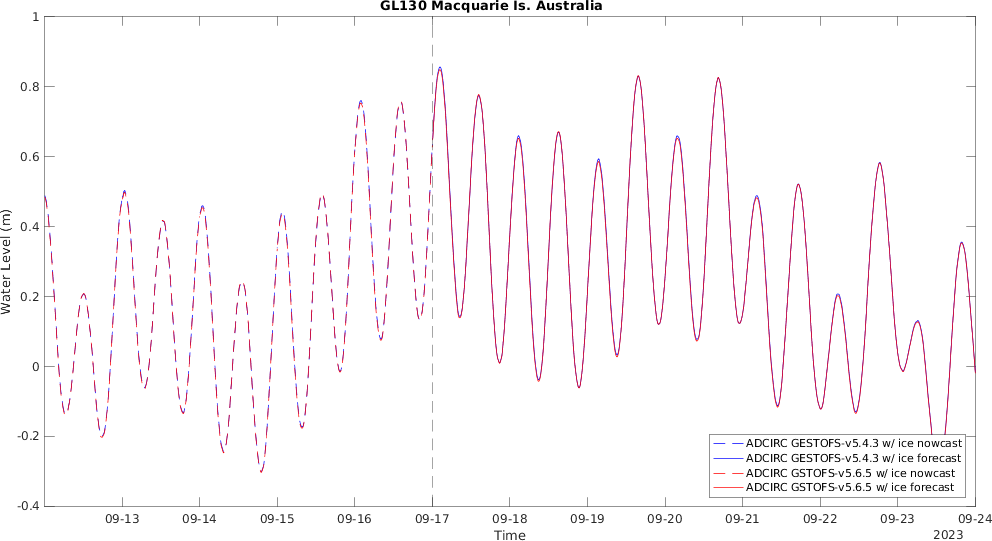 GL130 Macquarie Is. Australia
1
0.8
0.6
0.4
0.2
0
-0.2
-0.4
Water Level (m)
ADCIRC GESTOFS-v5.4.3 w/ ice nowcast
ADCIRC GESTOFS-v5.4.3 w/ ice forecast
ADCIRC GSTOFS-v5.6.5 w/ ice nowcast
ADCIRC GSTOFS-v5.6.5 w/ ice forecast
09-13 09-14 09-15 09-16 09-17 09-18 09-19 09-20 09-21 09-22 09-23 09-24
Time
2023